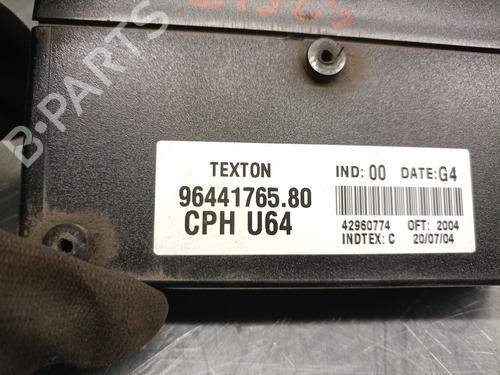 B-PARTS
TEXTON
IND: 00 DATE: G4
96441765.80
CPH U64
42960774 OFT: 2004
INDTEX: C 20/07/04